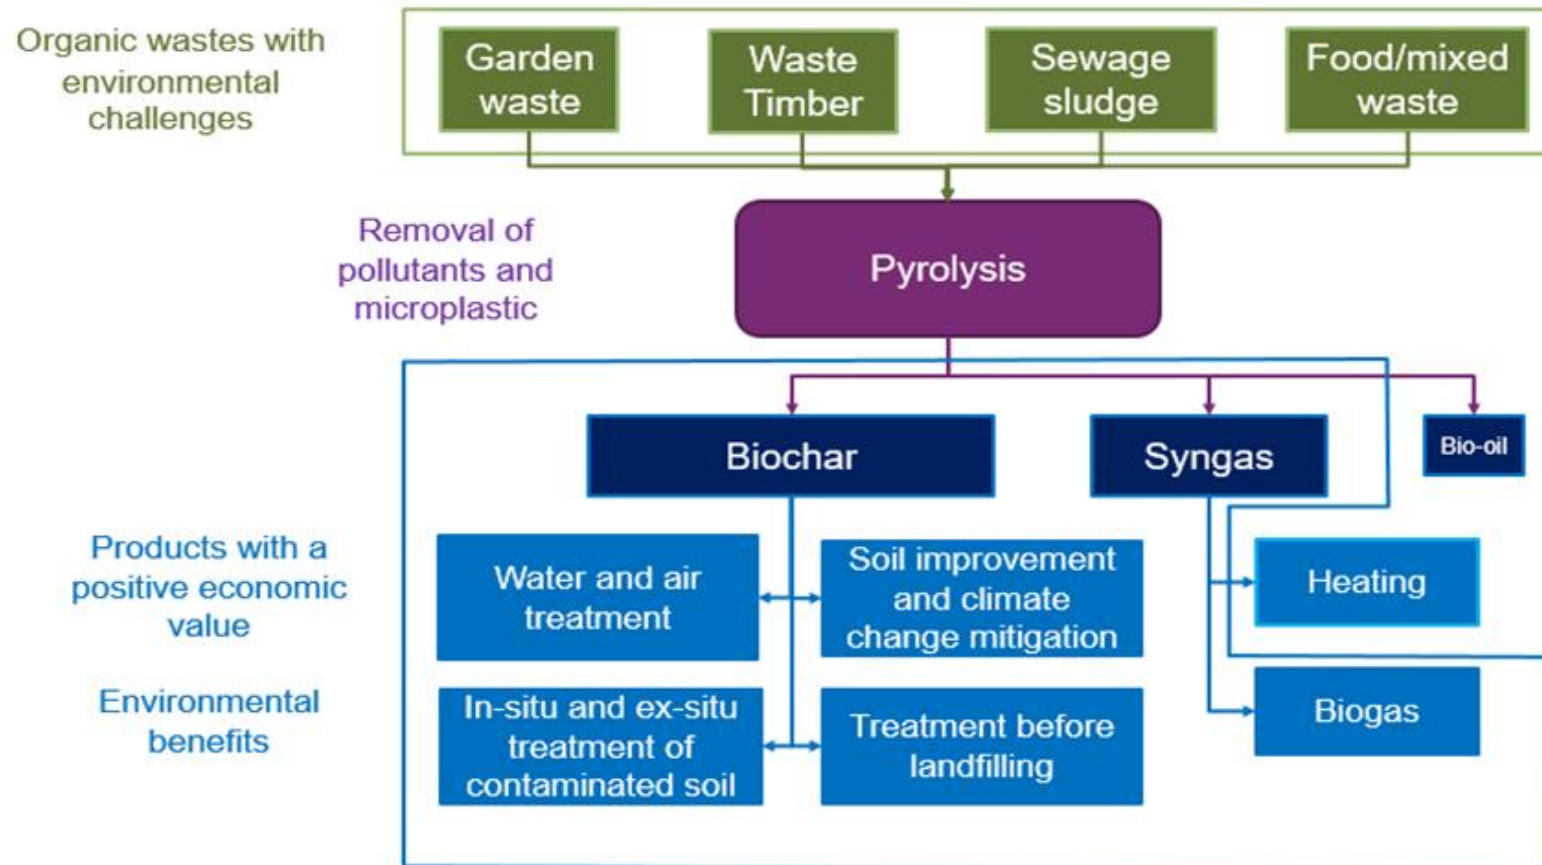 Organic wastes with
environmental
challenges
Garden
waste
Waste
Timber
Sewage
sludge
Food/mixed
waste
Removal of
pollutants and
microplastic
Pyrolysis
Biochar
Syngas
Bio-oil
Products with a
positive economic
value
Environmental
benefits
Water and air
treatment
Soil improvement
and climate
change mitigation
Heating
In-situ and ex-situ
treatment of
contaminated soil
Treatment before
landfilling
Biogas